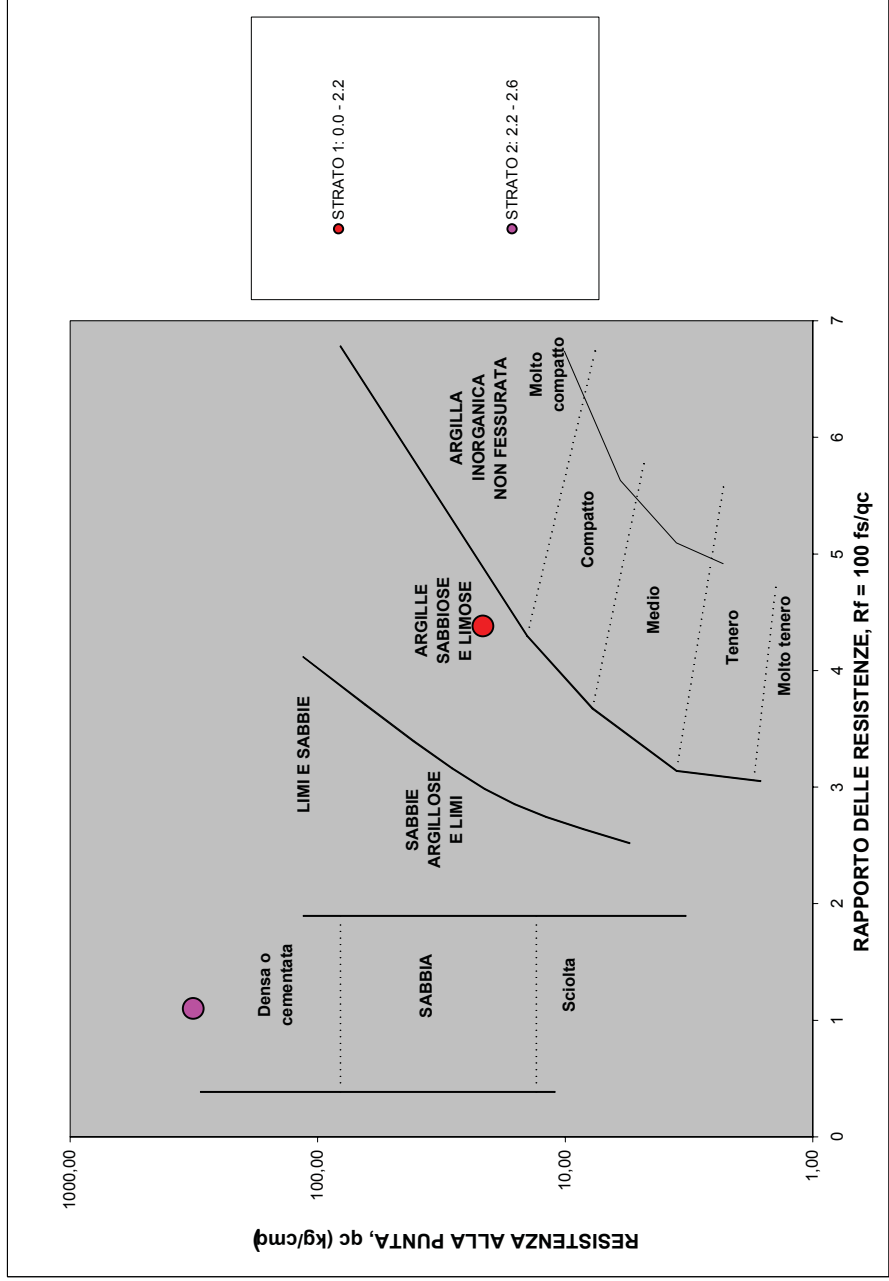 RESISTENZA ALLA PUNTA, qc (kg/cmq)
1000,00
100,00
10,00
1,00
0
1
2
3
4
5
6
7
RAPPORTO DELLE RESISTENZE, Rf = 100 fs/qc
Densa o
cementata
SABBIA
Sciolta
LIMI E SABBIE
SABBIE
ARGILLOSE
E LIMI
ARGILLE
SABBIOSE
E LIMOSE
ARGILLA
INORGANICA
NON FESSURATA
Molto
compatto
Compatto
Medio
Tenero
Molto tenero
STRATO 1: 0.0 - 2.2
STRATO 2: 2.2 - 2.6